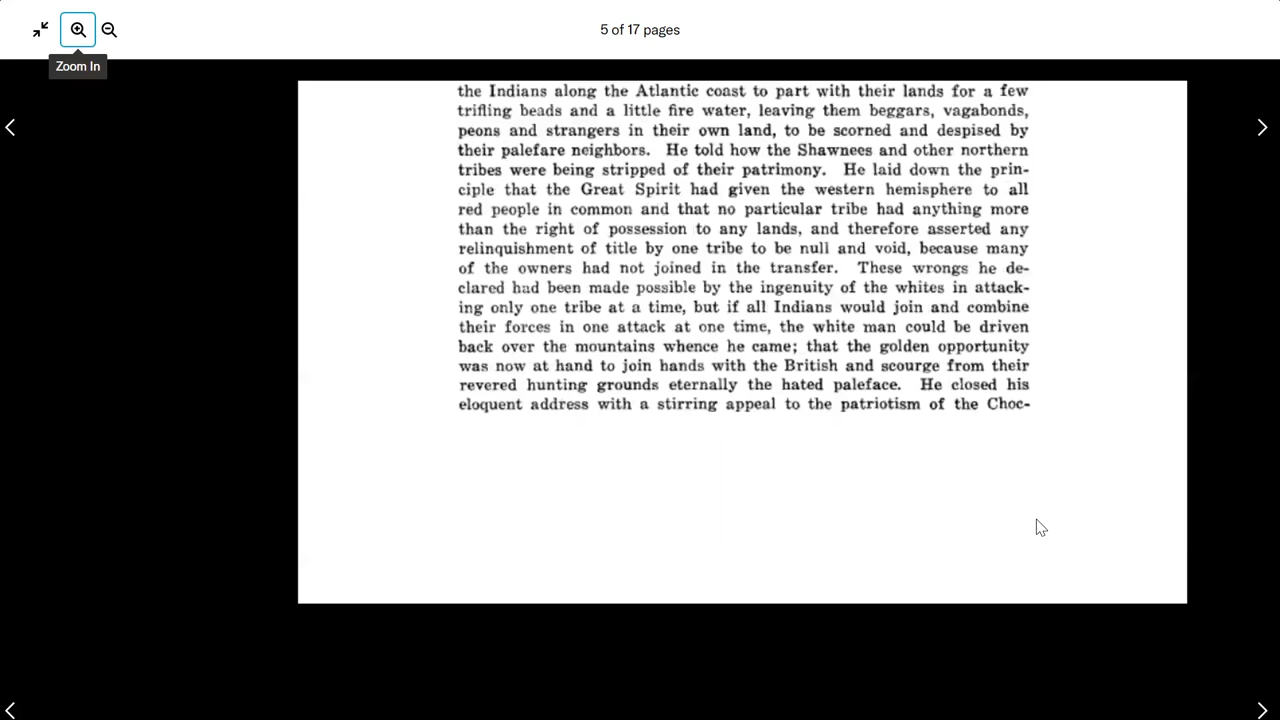 5 of 17 pages
Zoom In
the Indians along the Atlantic coast to part with their lands for a few
trifling beads and a little fire water, leaving them beggars, vagabonds,
peons and strangers in their own land, to be scorned and despised by
their palefare neighbors. He told how the Shawnees and other northern
tribes were being stripped of their patrimony. He laid down the prin-
ciple that the Great Spirit had given the western hemisphere to all
red people in common and that no particular tribe had anything more
than the right of possession to any lands, and therefore asserted any
relinquishment of title by one tribe to be null and void, because many
of the owners had not joined in the transfer. These wrongs he de-
clared had been made possible by the ingenuity of the whites in attack-
ing only one tribe at a time, but if all Indians would join and combine
their forces in one attack at one time, the white man could be driven
back over the mountains whence he came; that the golden opportunity
was now at hand to join hands with the British and scourge from their
revered hunting grounds eternally the hated paleface. He closed his
eloquent address with a stirring appeal to the patriotism of the Choc-